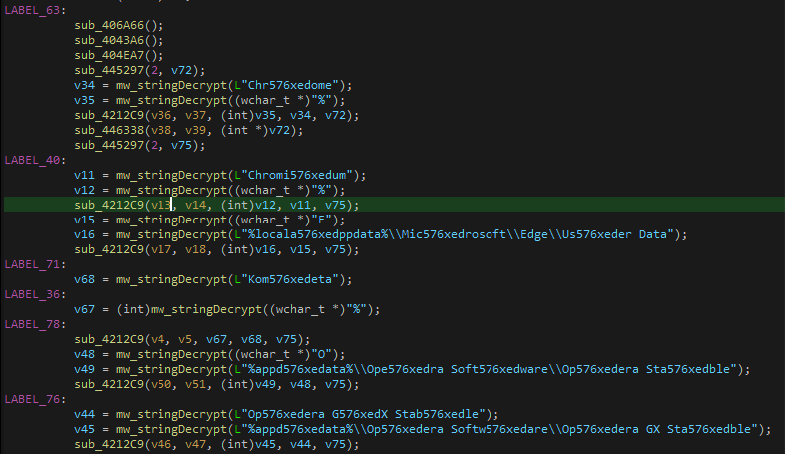 LABEL_63:
sub_406A66();
sub_4043A6();
sub_404EA7();
sub_445297(2, v72);
v34 = mw_stringDecrypt(L"Chr576xedome");
v35 = mw_stringDecrypt((wchar_t *)"%");
sub_4212C9(v36, v37, (int)v35, v34, v72);
sub_446338(v38, v39, (int *)v72);
sub_445297(2, v75);
LABEL_40:
v11 = mw_stringDecrypt(L"Chromi576xedum");
v12 = mw_stringDecrypt((wchar_t *)"%");
sub_4212C9(v13, v14, (int)v12, v11, v75);
v15 = mw_stringDecrypt((wchar_t *)"E");
v16 = mw_stringDecrypt(L"%locala576xedppdata%\\Mic576xedroscft\\Edge\\Us576xeder Data");
sub_4212C9(v17, v18, (int)v16, v15, v75);
LABEL_71:
v68 = mw_stringDecrypt(L"Kom576xedeta");
LABEL_36:
v67 = (int)mw_stringDecrypt((wchar_t *)"%");
LABEL_78:
sub_4212C9(v4, v5, v67, v68, v75);
v48 = mw_stringDecrypt((wchar_t *)"O");
v49 = mw_stringDecrypt(L"%appd576xedata%\\Ope576xedra Soft576xedware\\Op576xedera Sta576xedble");
sub_4212C9(v50, v51, (int)v49, v48, v75);
LABEL_76:
v44 = mw_stringDecrypt(L"Op576xedera G576xedX Stab576xedle");
v45 = mw_stringDecrypt(L"%appd576xedata%\\Op576xedera Softw576xedare\\Op576xedera GX Sta576xedble");
sub_4212C9(v46, v47, (int)v45, v44, v75);